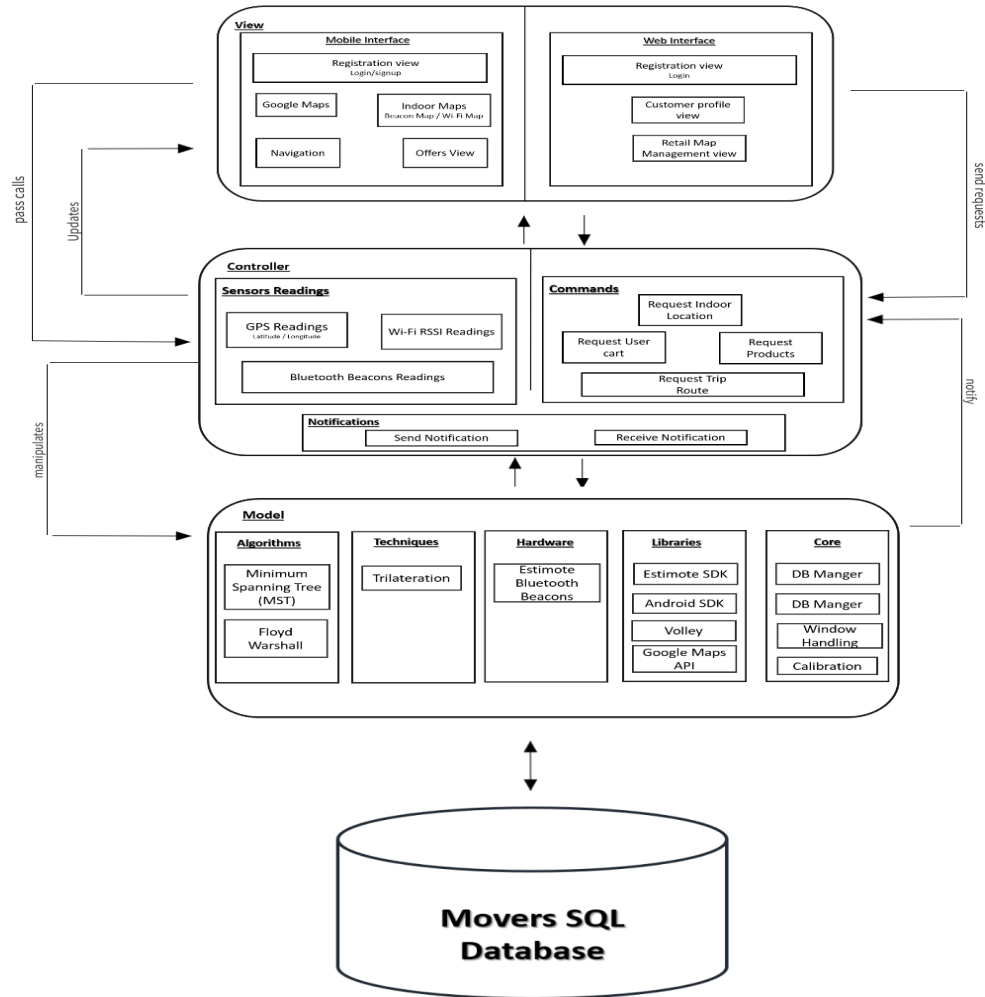 View
Mobile Interface
Registration view
Login/signup
Google Maps
Indoor Maps
Beacon Map / Wi-Fi Map
Navigation
Offers View
Web Interface
Registration view
Login
Customer profile
view
Retail Map
Management view
pass calls
Updates
send requests
Controller
Sensors Readings
GPS Readings
Latitude / Longitude
Wi-Fi RSSI Readings
Bluetooth Beacons Readings
Commands
Request Indoor
Location
Request User
cart
Request
Products
Request Trip
Route
Notifications
Send Notification
Receive Notification
manipulates
notify
Model
Algorithms
Minimum
Spanning Tree
(MST)
Floyd
Warshall
Techniques
Trilateration
Hardware
Estimote
Bluetooth
Beacons
Libraries
Estimote SDK
Android SDK
Volley
Google Maps
API
Core
DB Manger
DB Manger
Window
Handling
Calibration
Movers SQL
Database